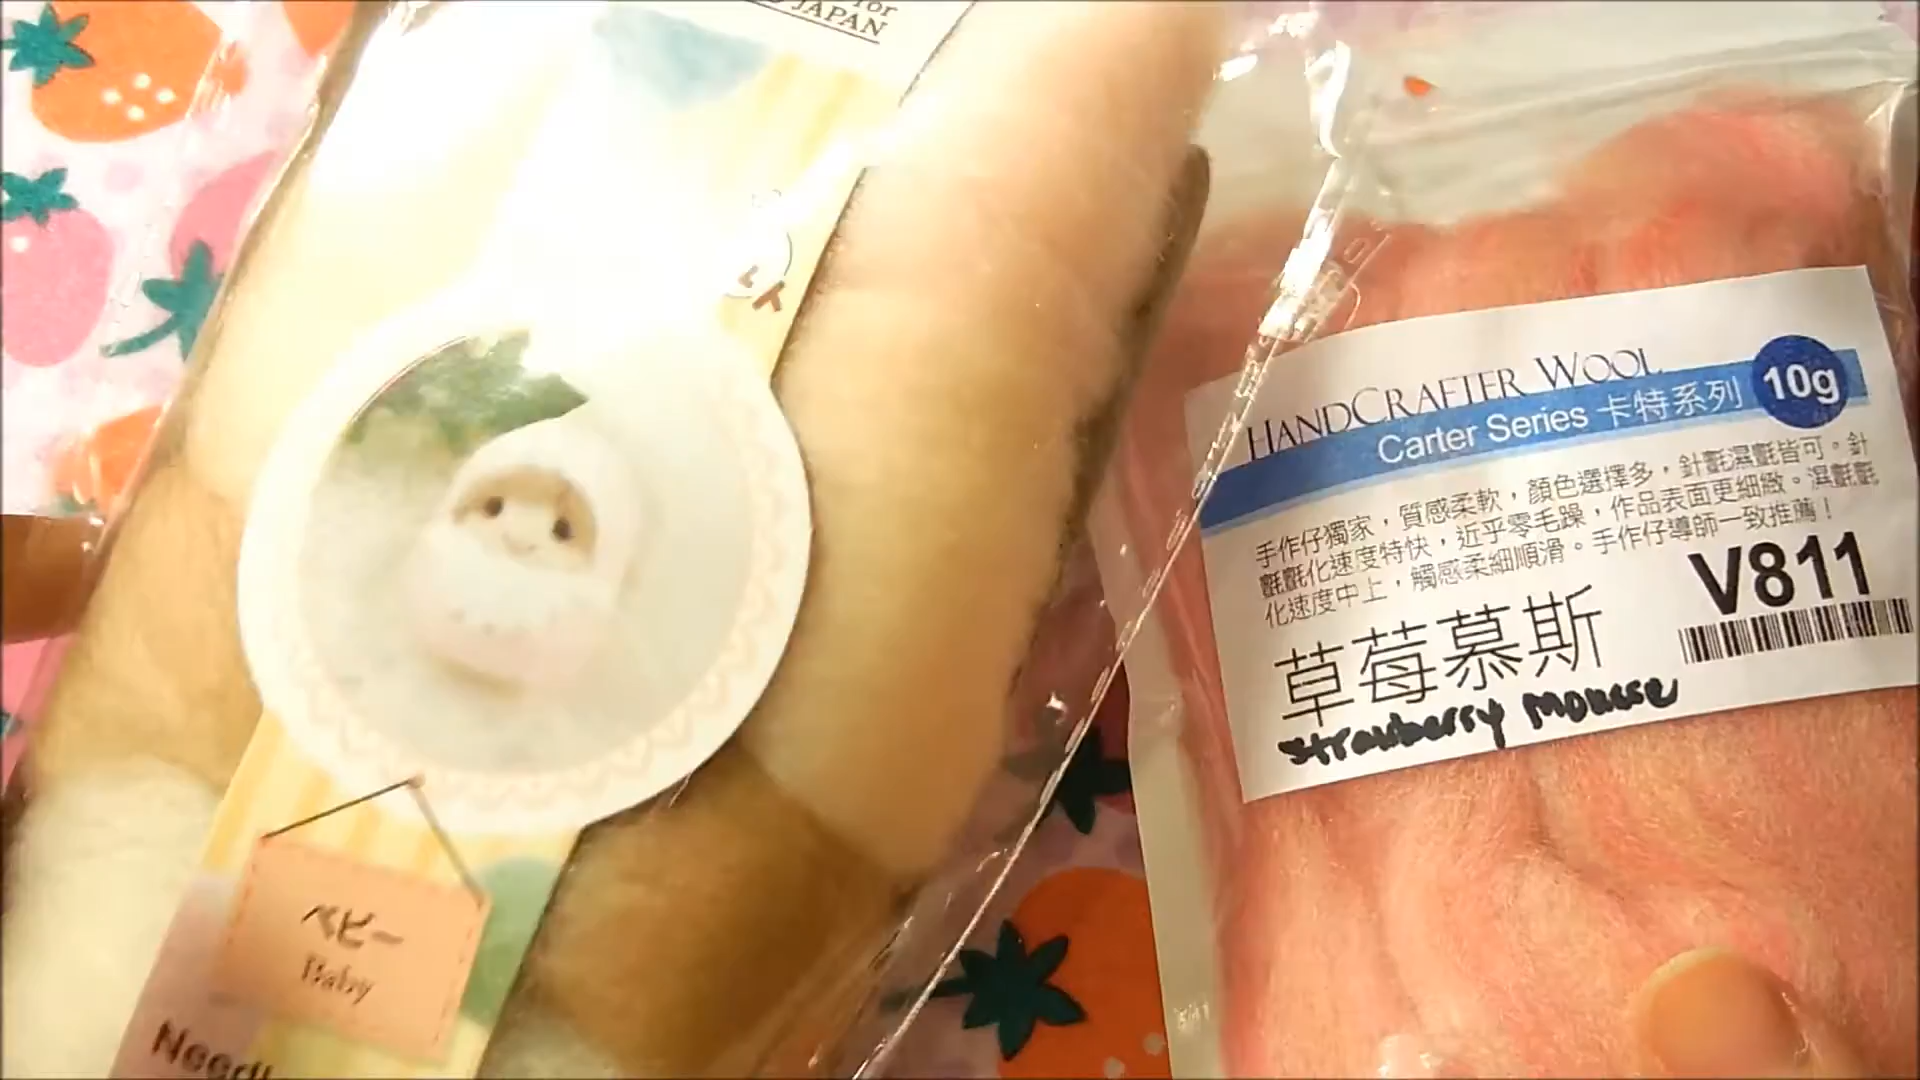 for
JAPAN
ベビー
Baby
HANDCRAFTER WOOL
Carter Series 卡特系列
10g
手作仔獨家，質感柔軟，顏色選擇多，針氈濕氈皆可。針
氈氈化速度特快，近乎零毛躁，作品表面更細緻。濕氈氈
化速度中上，觸感柔細順滑。手作仔導師一致推薦！
V811
草莓慕斯
strawberry mousse